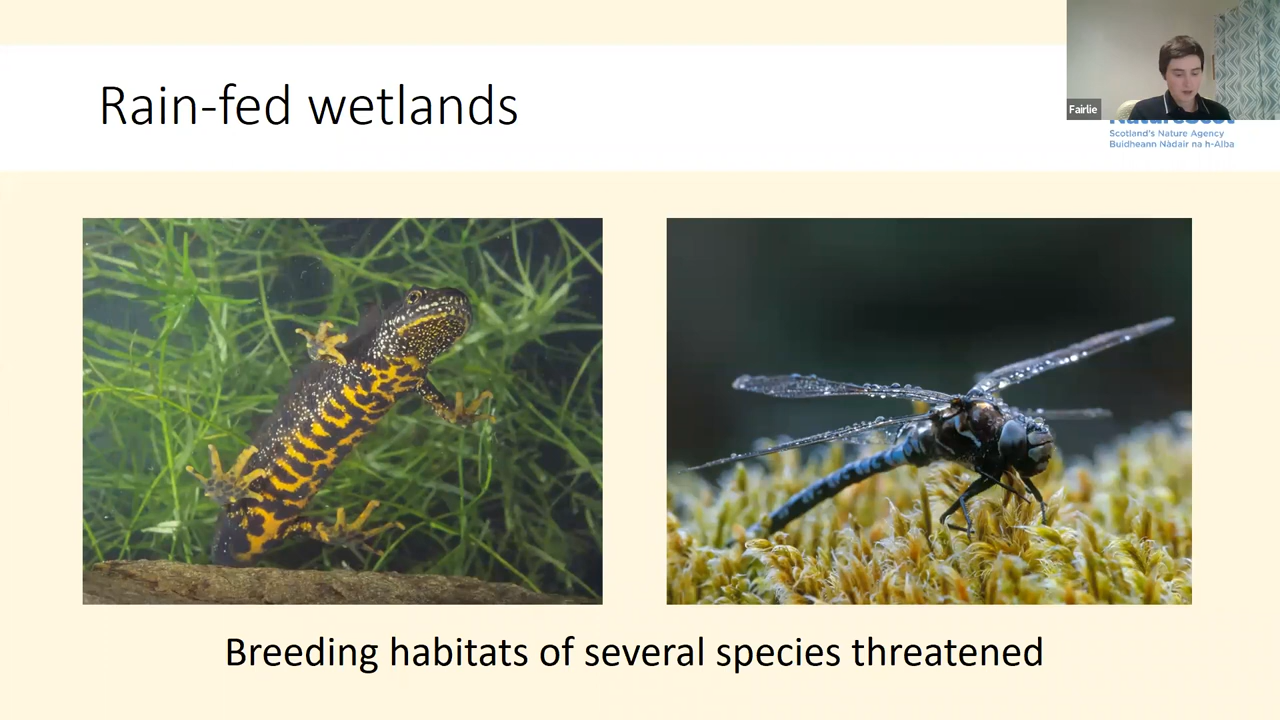 Rain-fed wetlands
Fairlie
Scotland's Nature Agency
Buidheann Nàdair na h-Alba
Breeding habitats of several species threatened